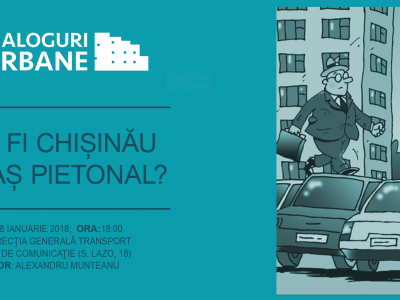 ALOGURI
RBANE
FI CHIȘINĂU
AȘ PIETONAL?
8 IANUARIE 2018; ORA:18:00
RECȚIA GENERALĂ TRANSPORT
DE COMUNICAȚIE (S. LAZO, 18)
OR: ALEXANDRU MUNTEANU